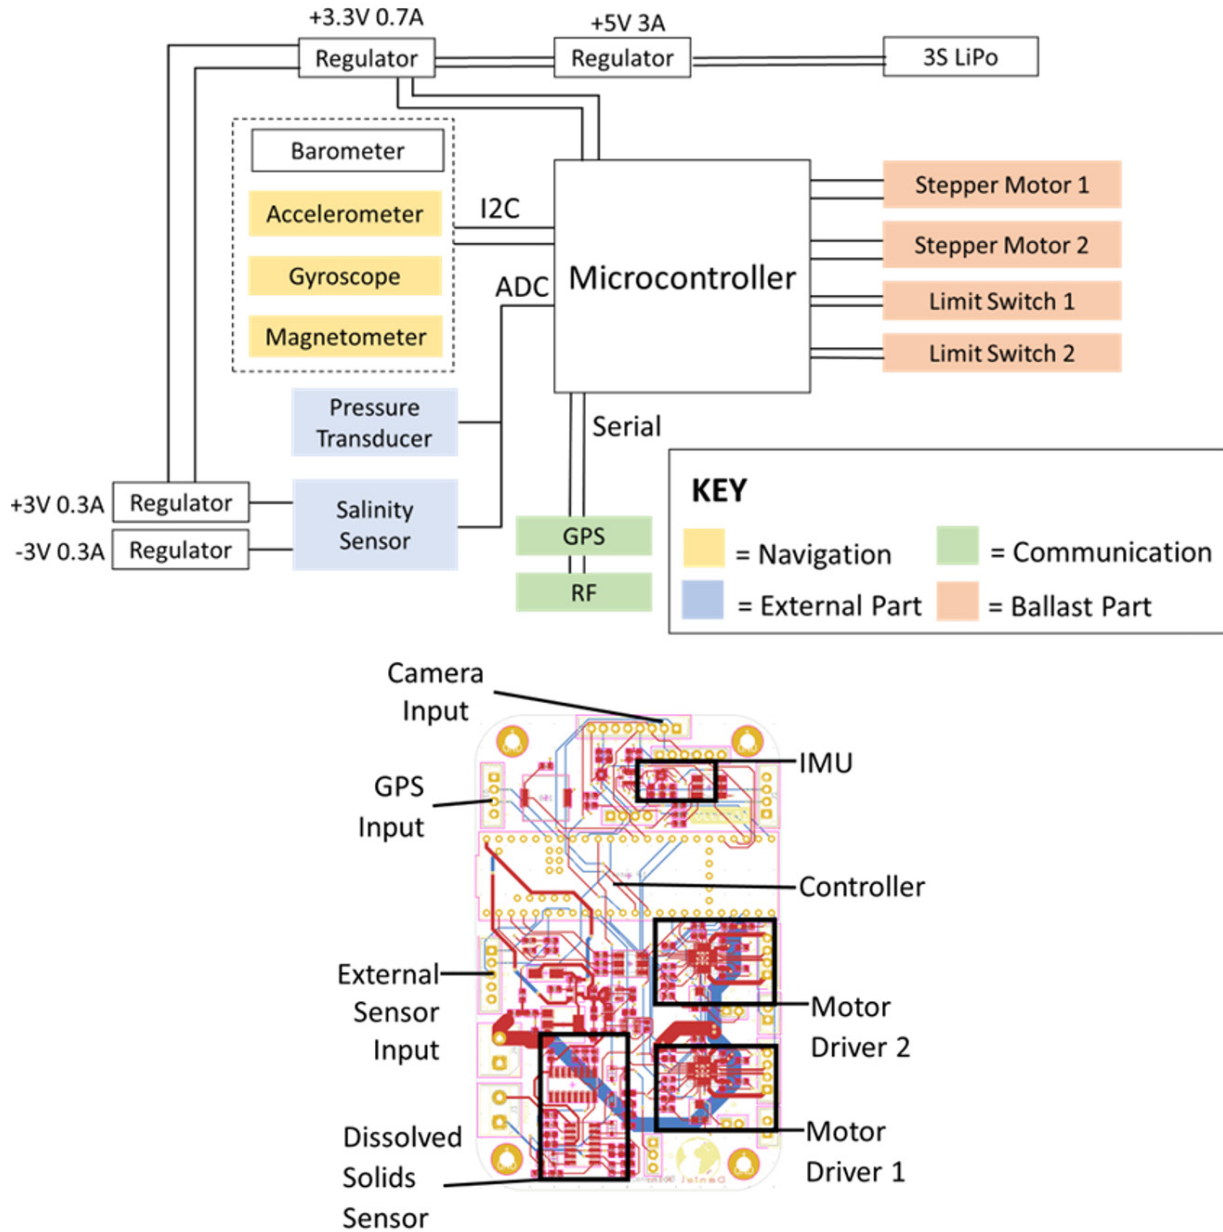 +3.3V 0.7A
+5V 3A
Regulator
Regulator
3S LiPo
Barometer
Accelerometer
Gyroscope
Magnetometer
I2C
ADC
Microcontroller
Stepper Motor 1
Stepper Motor 2
Limit Switch 1
Limit Switch 2
Pressure
Transducer
Serial
+3V 0.3A
Regulator
-3V 0.3A
Regulator
Salinity
Sensor
GPS
RF
KEY
= Navigation
= Communication
= External Part
= Ballast Part
Camera
Input
IMU
GPS
Input
Controller
External
Sensor
Input
Motor
Driver 2
Dissolved
Solids
Sensor
Motor
Driver 1